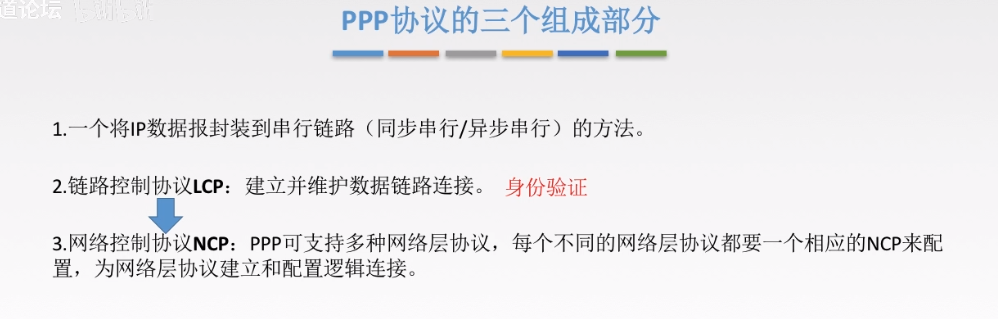 道论坛 bilibili
PPP协议的三个组成部分
1.一个将IP数据报封装到串行链路（同步串行/异步串行）的方法。
2.链路控制协议LCP：建立并维护数据链路连接。 身份验证
3.网络控制协议NCP：PPP可支持多种网络层协议，每个不同的网络层协议都要一个相应的NCP来配
置，为网络层协议建立和配置逻辑连接。